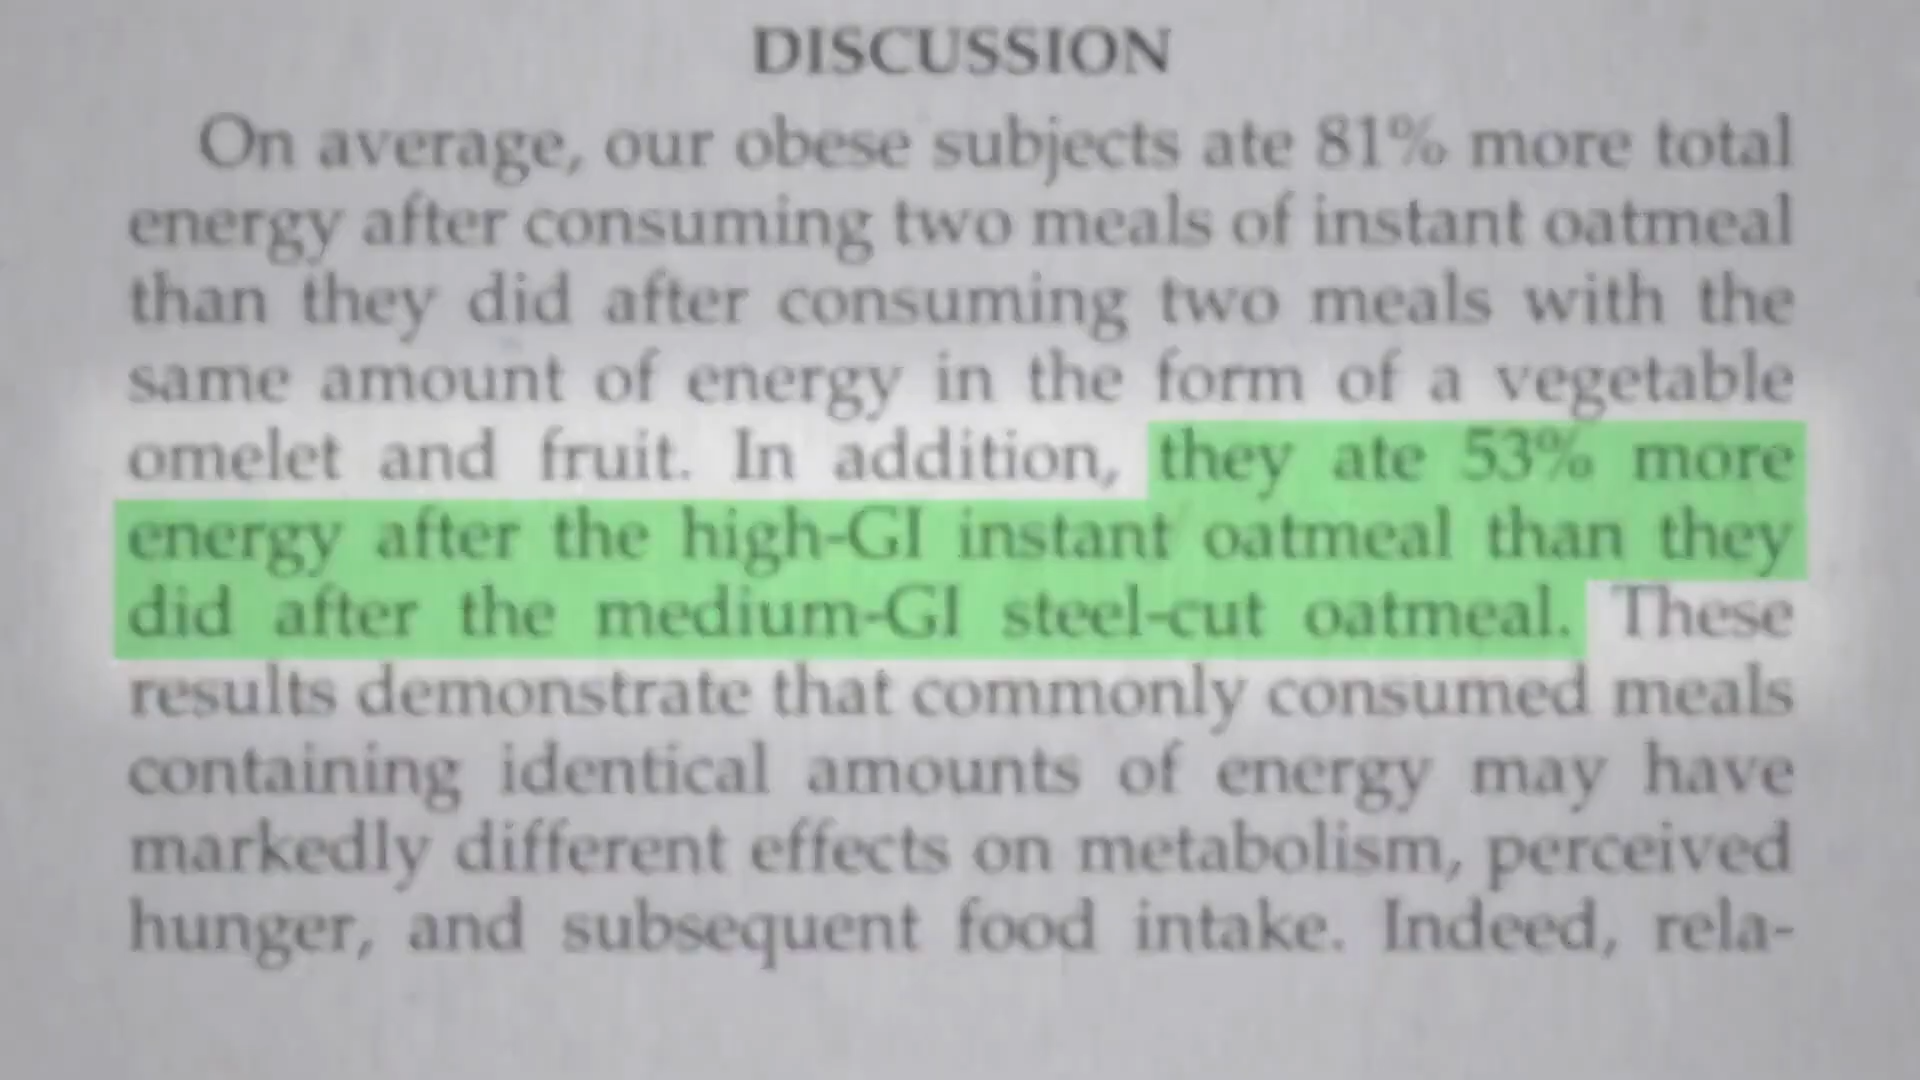 DISCUSSION
On average, our obese subjects ate 81% more total
energy after consuming two meals of instant oatmeal
than they did after consuming two meals with the
same amount of energy in the form of a vegetable
omelet and fruit. In addition, they ate 53% more
energy after the high-GI instant oatmeal than they
did after the medium-GI steel-cut oatmeal. These
results demonstrate that commonly consumed meals
containing identical amounts of energy may have
markedly different effects on metabolism, perceived
hunger, and subsequent food intake. Indeed, rela-